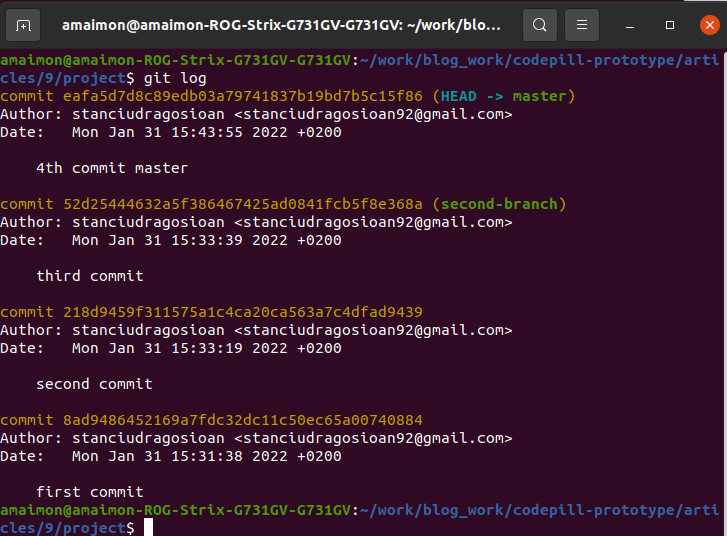 amaimon@amaimon-ROG-Strix-G731GV-G731GV: ~/work/blo...
amaimon@amaimon-ROG-Strix-G731GV-G731GV:~/work/blog_work/codepill-prototype/arti
cles/9/project$ git log
commit eafa5d7d8c89edb03a79741837b19bd7b5c15f86 (HEAD -> master)
Author: stanciudragosioan <stanciudragosioan92@gmail.com>
Date:   Mon Jan 31 15:43:55 2022 +0200
    4th commit master
commit 52d25444632a5f386467425ad0841fcb5f8e368a (second-branch)
Author: stanciudragosioan <stanciudragosioan92@gmail.com>
Date:   Mon Jan 31 15:33:39 2022 +0200
    third commit
commit 218d9459f311575a1c4ca20ca563a7c4dfad9439
Author: stanciudragosioan <stanciudragosioan92@gmail.com>
Date:   Mon Jan 31 15:33:19 2022 +0200
    second commit
commit 8ad9486452169a7fdc32dc11c50ec65a00740884
Author: stanciudragosioan <stanciudragosioan92@gmail.com>
Date:   Mon Jan 31 15:31:38 2022 +0200
    first commit
amaimon@amaimon-ROG-Strix-G731GV-G731GV:~/work/blog_work/codepill-prototype/arti
cles/9/project$